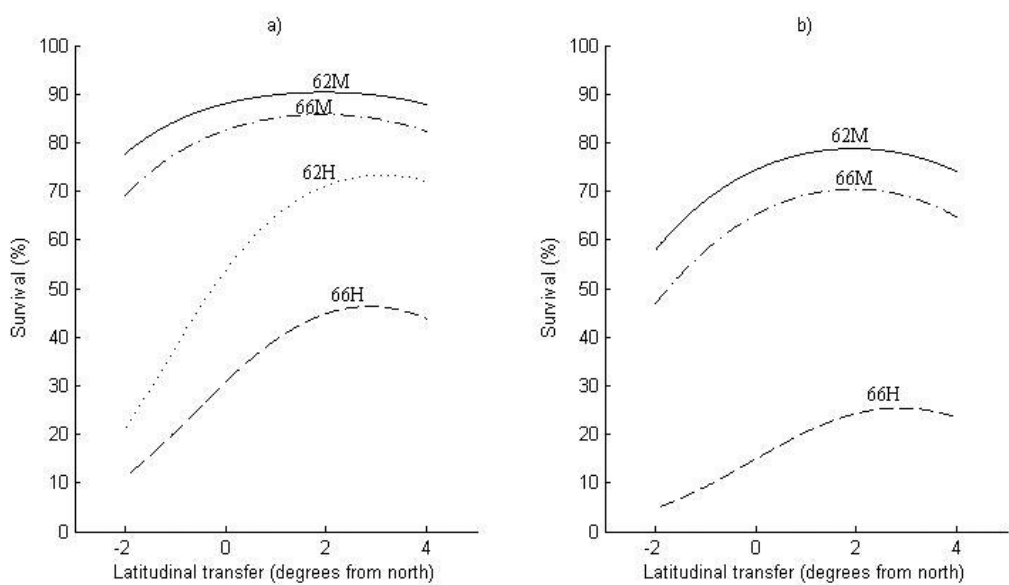 a)
100
90
80
70
60
50
40
30
20
10
0
Survival (%)
62M
66M
62H
66H
-2 0 2 4
Latitudinal transfer (degrees from north)
b)
100
90
80
70
60
50
40
30
20
10
0
Survival (%)
62M
66M
66H
-2 0 2 4
Latitudinal transfer (degrees from north)